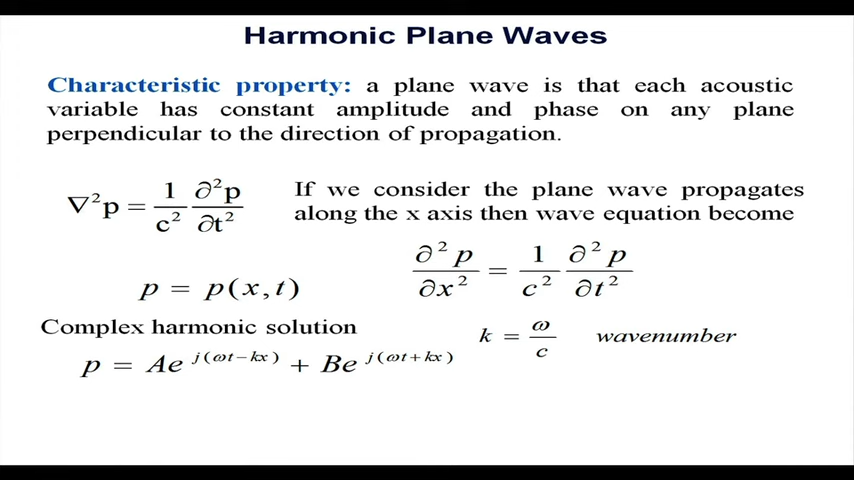 Harmonic Plane Waves
Characteristic property: a plane wave is that each acoustic
variable has constant amplitude and phase on any plane
perpendicular to the direction of propagation.
∇²p = 1/c² ∂²p/∂t²
If we consider the plane wave propagates
along the x axis then wave equation become
∂²p/∂x² = 1/c² ∂²p/∂t²
p = p(x,t)
Complex harmonic solution
k = ω/c wavenumber
p = Ae^{j(ωt−kx)} + Be^{j(ωt+kx)}